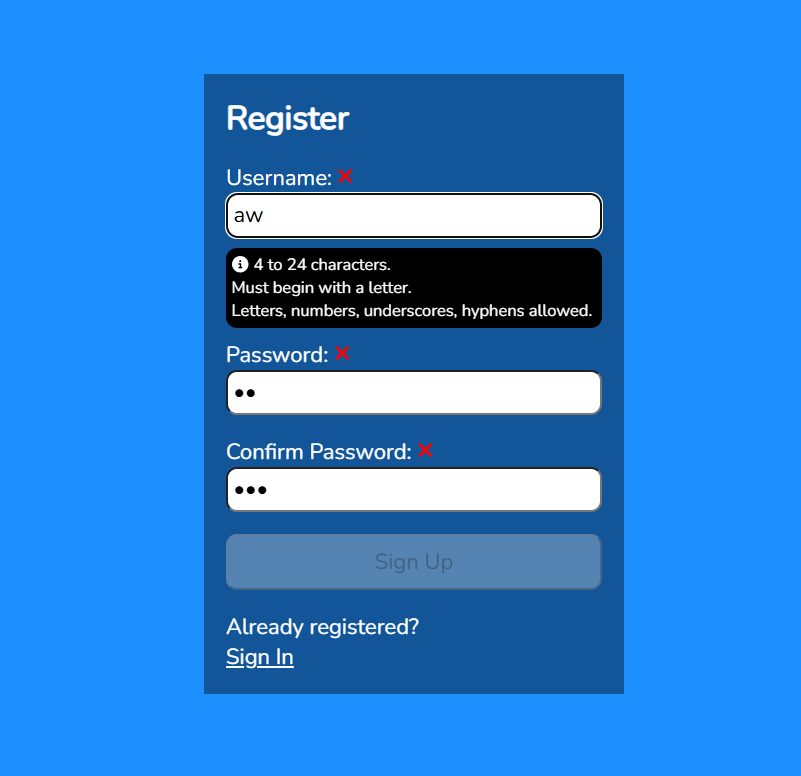 Register
Username:
aw
4 to 24 characters.
Must begin with a letter.
Letters, numbers, underscores, hyphens allowed.
Password:
Confirm Password:
Sign Up
Already registered?
Sign In